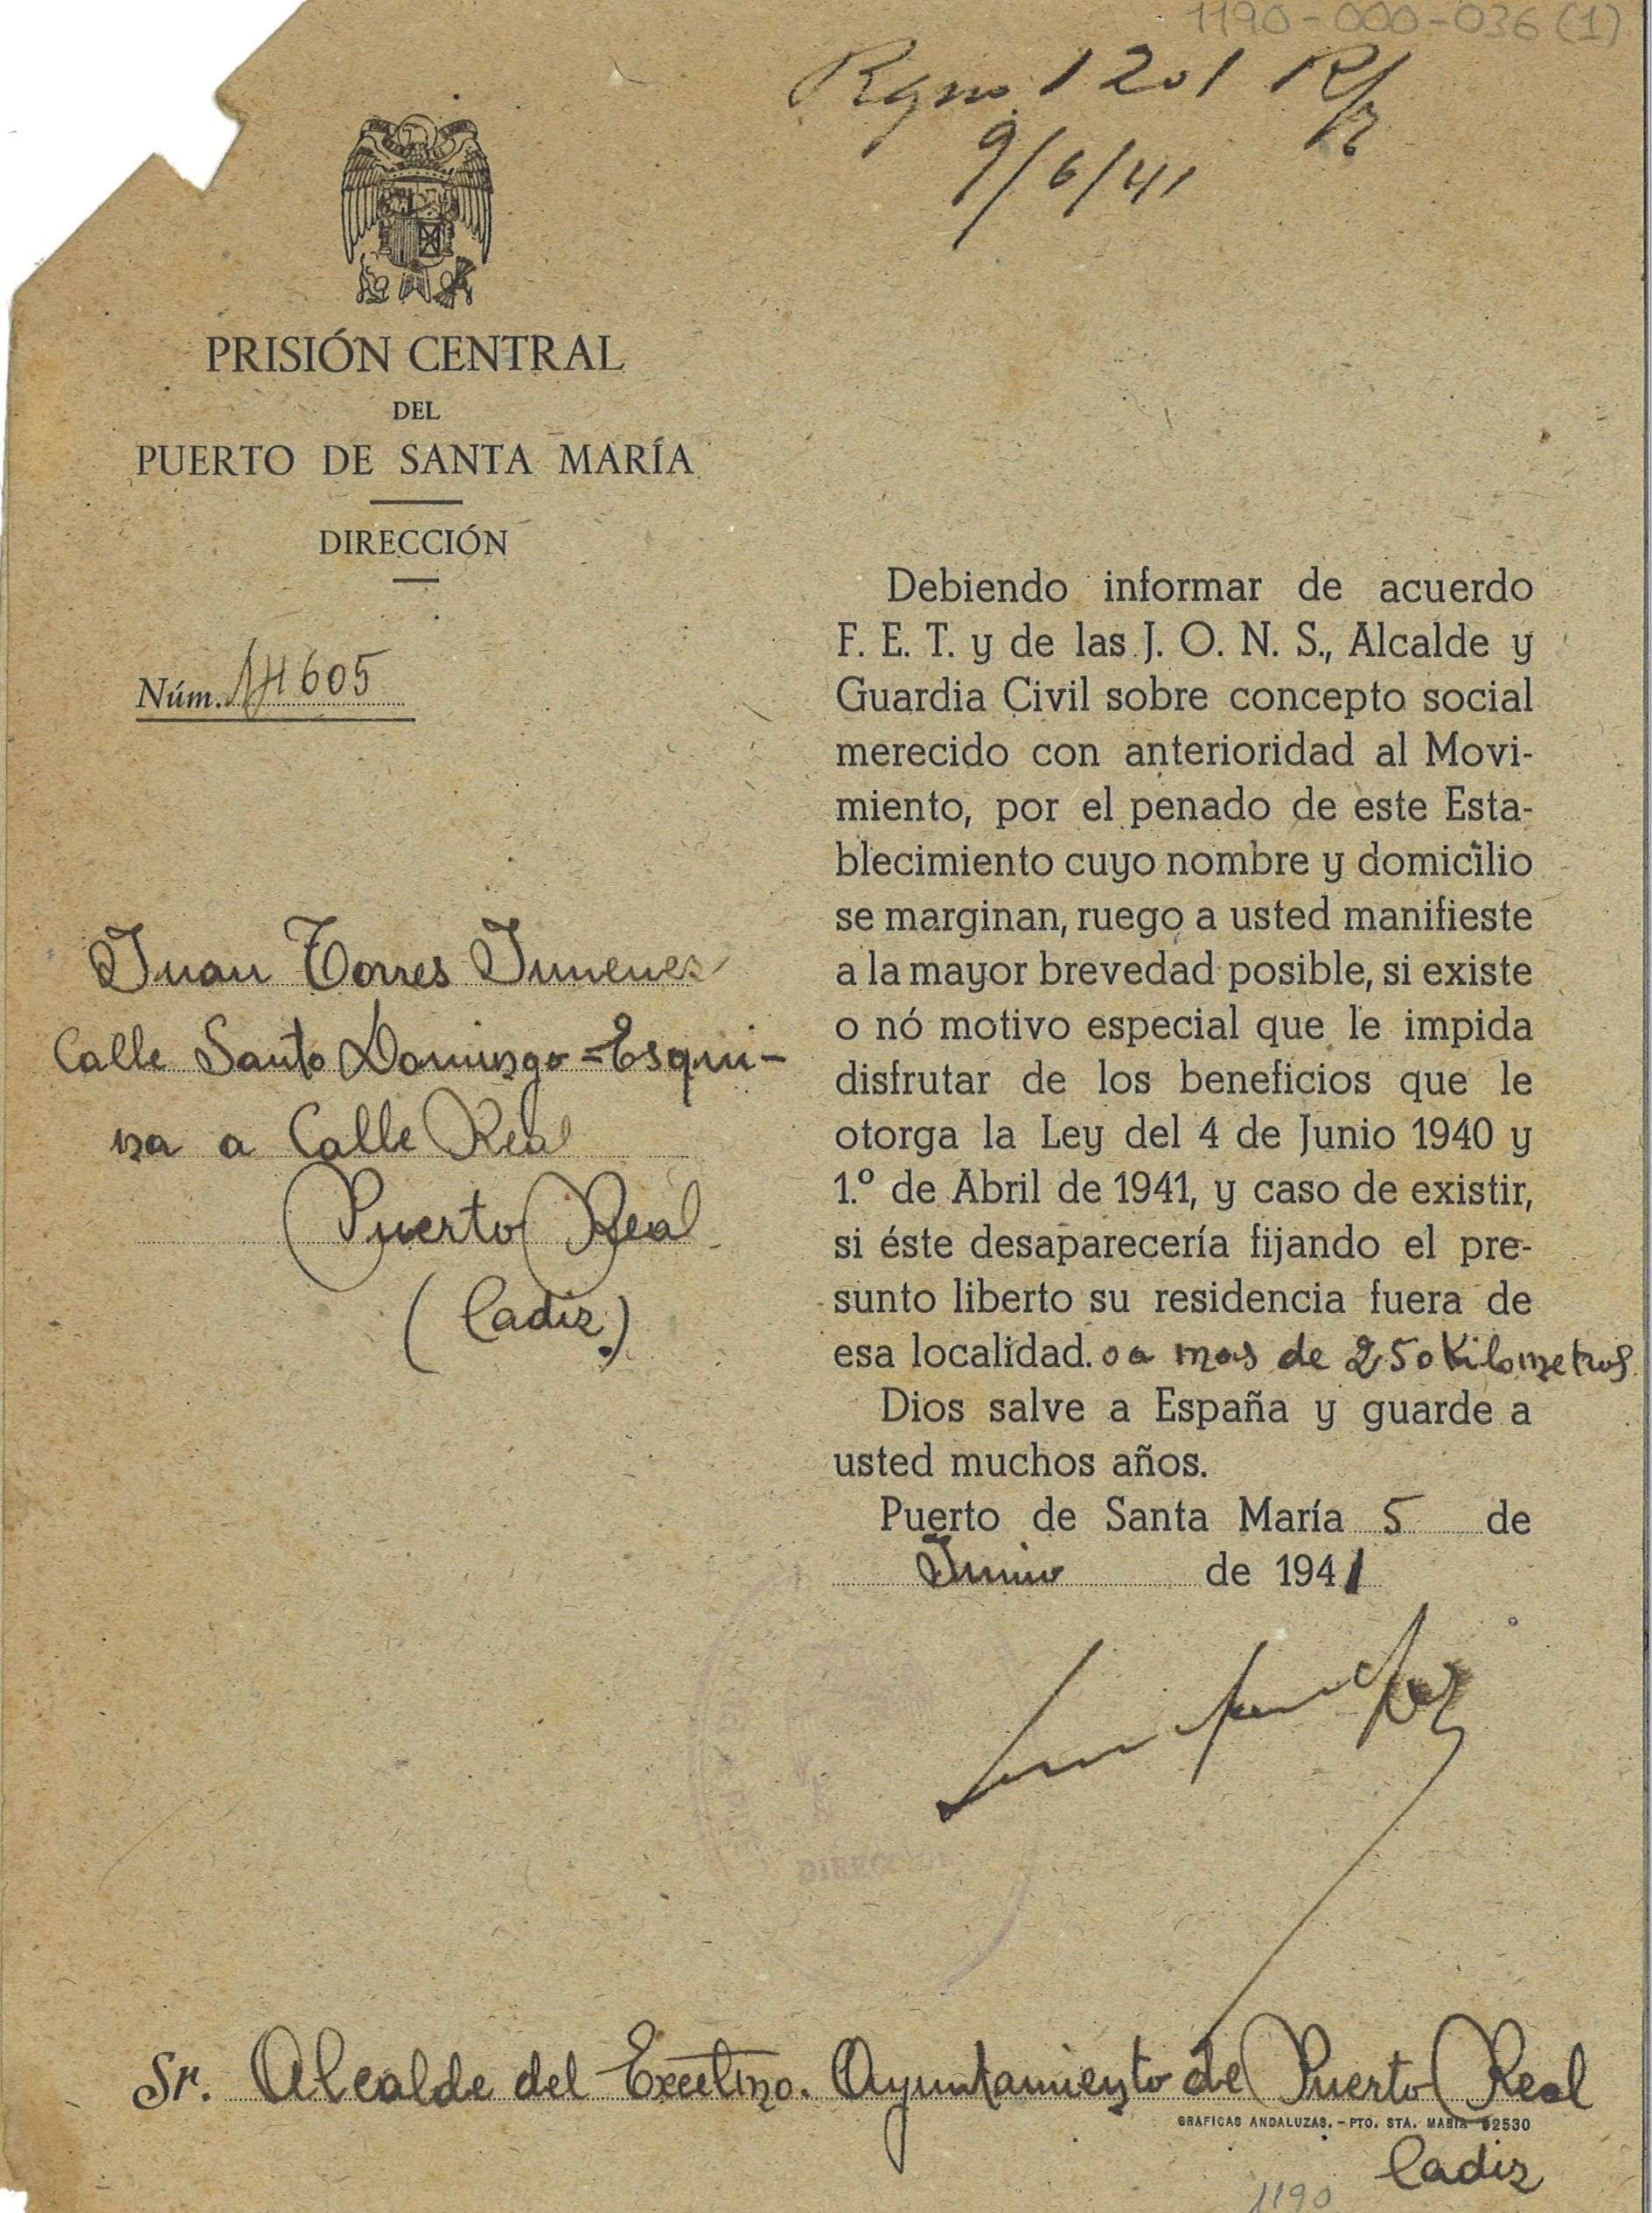 1190-000-036 (1)
1201
9/6/41
PRISIÓN CENTRAL
DEL
PUERTO DE SANTA MARÍA
DIRECCIÓN
Núm. 14605
Juan Torres Jimenez
Calle Santo Domingo=Esqui-
na a Calle Real
Puerto Real
(Cadiz)
Debiendo informar de acuerdo
F. E. T. y de las J. O. N. S., Alcalde y
Guardia Civil sobre concepto social
merecido con anterioridad al Movi-
miento, por el penado de este Esta-
blecimiento cuyo nombre y domicilio
se marginan, ruego a usted manifieste
a la mayor brevedad posible, si existe
o nó motivo especial que le impida
disfrutar de los beneficios que le
otorga la Ley del 4 de Junio 1940 y
1.º de Abril de 1941, y caso de existir,
si éste desaparecería fijando el pre-
sunto liberto su residencia fuera de
esa localidad. o a mas de 250 Kilometros
Dios salve a España y guarde a
usted muchos años.
Puerto de Santa María 5 de
Junio de 1941
DIRECCION
Sr. Alcalde del Excelmo. Ayuntamiento de Puerto Real
GRAFICAS ANDALUZAS. - PTO. STA. MARIA 92530
Cadiz
1190